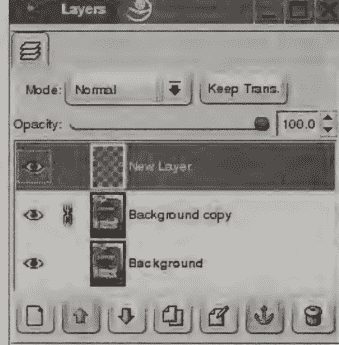 Layers
Mode: Normal Keep Trans.
Opacity: 100.0
New Layer
Background copy
Background